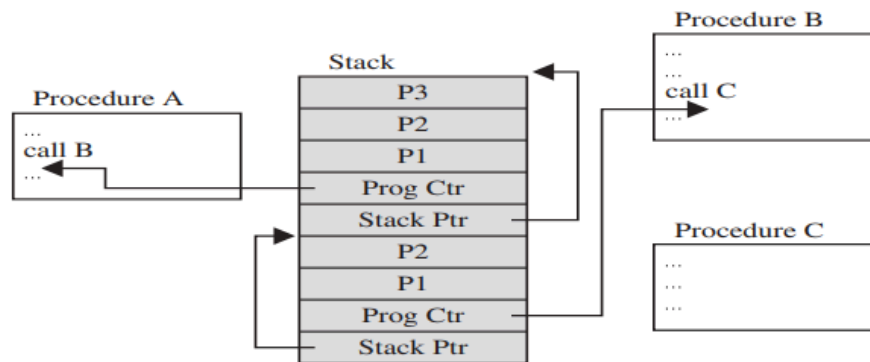 Procedure A
...
call B
...
Stack
P3
P2
P1
Prog Ctr
Stack Ptr
P2
P1
Prog Ctr
Stack Ptr
Procedure B
...
...
call C
...
Procedure C
...
...
...